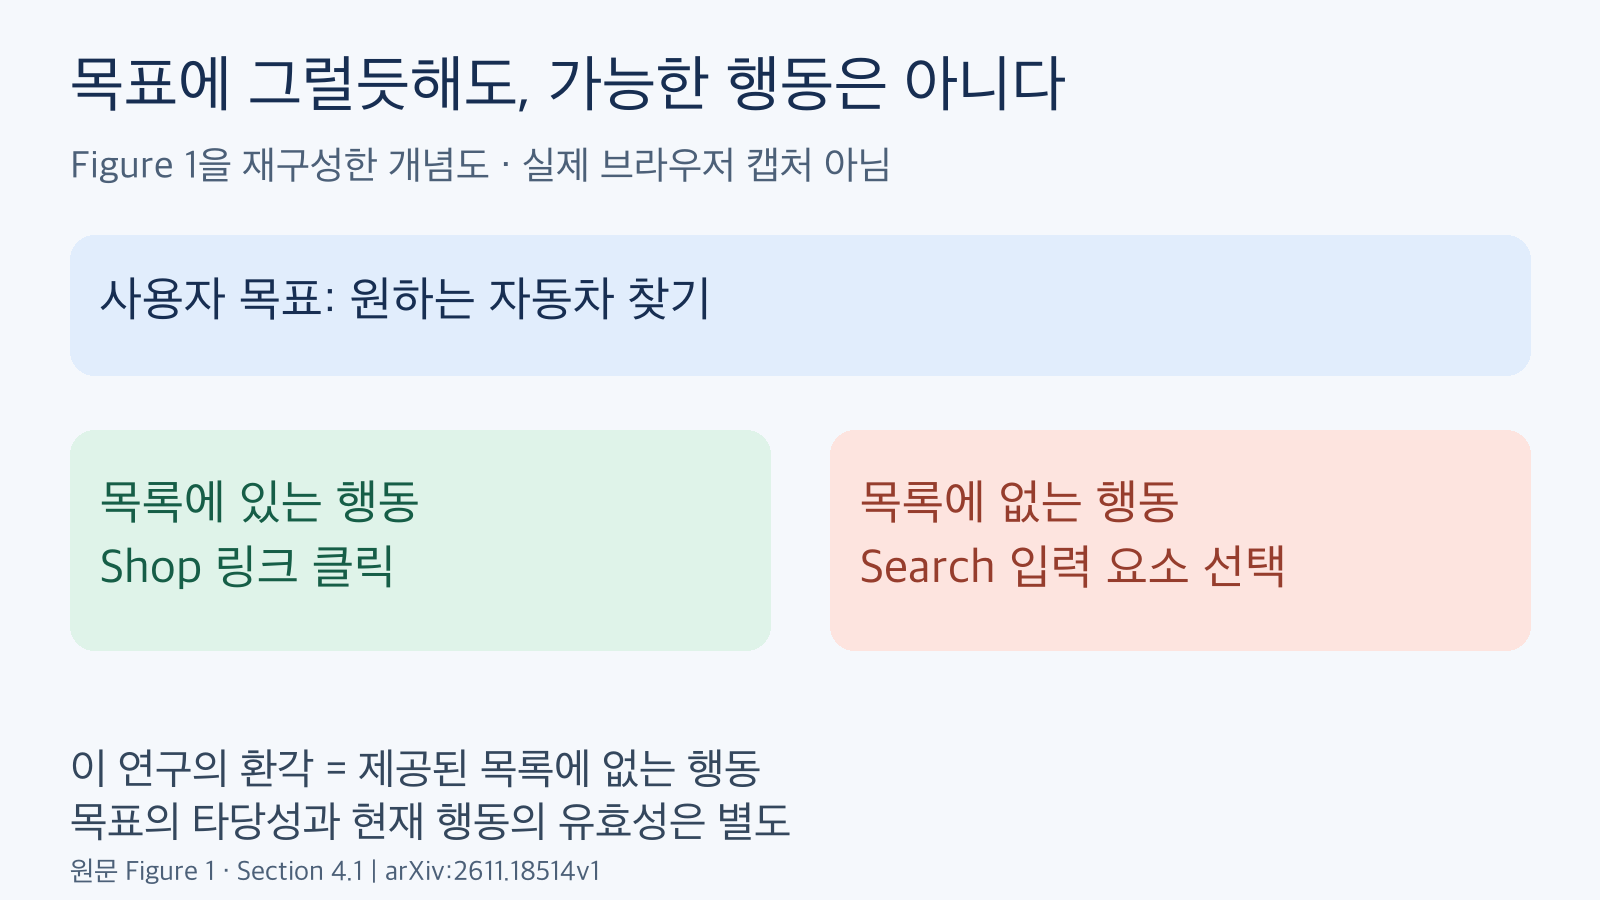 목표에 그럴듯해도, 가능한 행동은 아니다
Figure 1을 재구성한 개념도 · 실제 브라우저 캡처 아님
사용자 목표: 원하는 자동차 찾기
목록에 있는 행동
Shop 링크 클릭
목록에 없는 행동
Search 입력 요소 선택
이 연구의 환각 = 제공된 목록에 없는 행동
목표의 타당성과 현재 행동의 유효성은 별도
원문 Figure 1 · Section 4.1 | arXiv:2611.18514v1